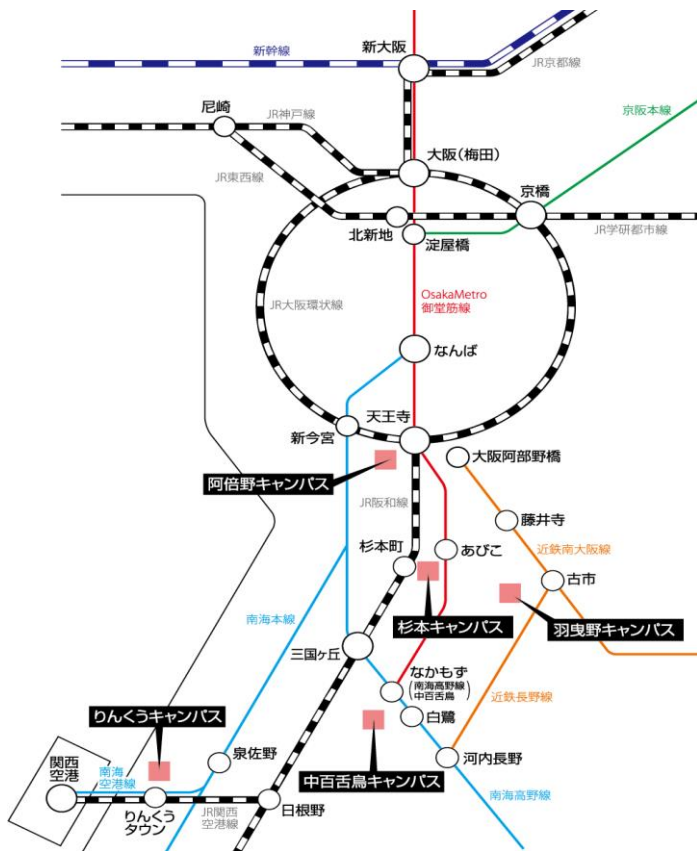 新幹線
新大阪
JR京都線
尼崎
JR神戸線
京阪本線
大阪(梅田)
JR東西線
京橋
北新地
淀屋橋
JR学研都市線
OsakaMetro
御堂筋線
JR大阪環状線
なんば
天王寺
新今宮
大阪阿部野橋
阿倍野キャンパス
JR阪和線
藤井寺
杉本町
あびこ
近鉄南大阪線
古市
南海本線
杉本キャンパス
羽曳野キャンパス
三国ヶ丘
なかもず
(南海高野線
中百舌鳥)
近鉄長野線
りんくうキャンパス
白鷺
泉佐野
関西
空港
南海
空港線
中百舌鳥キャンパス
河内長野
りんくう
タウン
JR関西
空港線
日根野
南海高野線